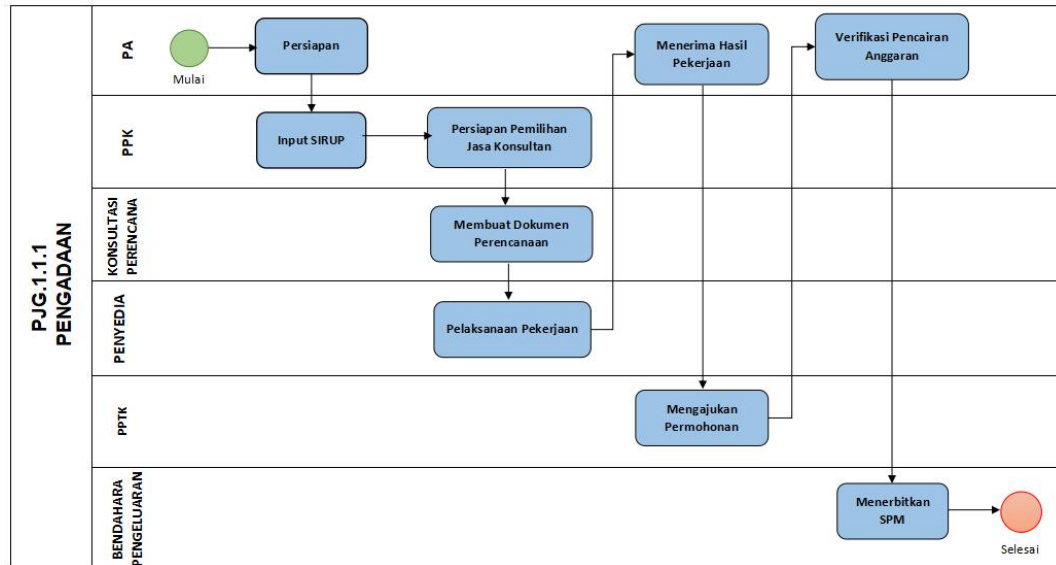 PJG.1.1.1
PENGADAAN
PA
Mulai
Persiapan
Menerima Hasil
Pekerjaan
Verifikasi Pencairan
Anggaran
PPK
Input SIRUP
Persiapan Pemilihan
Jasa Konsultan
KONSULTASI
PERENCANA
Membuat Dokumen
Perencanaan
PENYEDIA
Pelaksanaan Pekerjaan
PPTK
Mengajukan
Permohonan
BENDAHARA
PENGELUARAN
Menerbitkan
SPM
Selesai